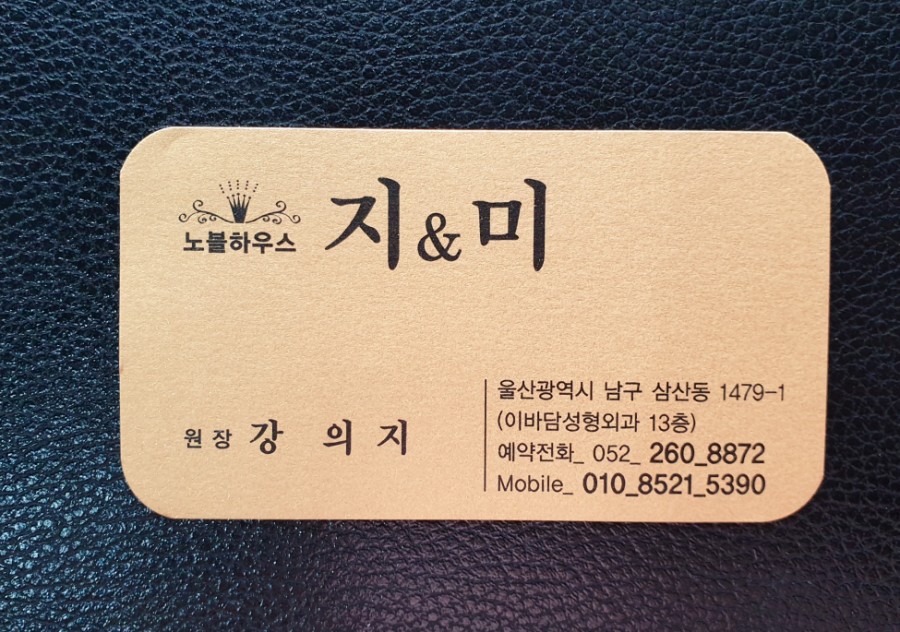 노블하우스 지&미
원장 강 의 지
울산광역시 남구 삼산동 1479-1
(이바담성형외과 13층)
예약전화_ 052_ 260_8872
Mobile_ 010_8521_5390